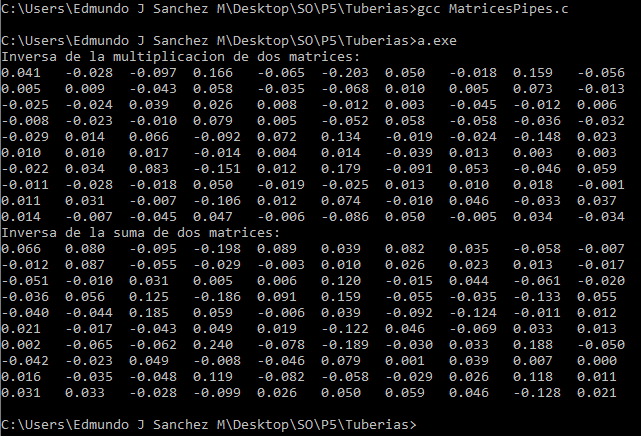 C:\Users\Edmundo J Sanchez M\Desktop\SO\P5\Tuberias>gcc MatricesPipes.c
C:\Users\Edmundo J Sanchez M\Desktop\SO\P5\Tuberias>a.exe
Inversa de la multiplicacion de dos matrices:
0.041 -0.028 -0.097 0.166 -0.065 -0.203 0.050 -0.018 0.159 -0.056
0.005 0.009 -0.043 0.058 -0.035 -0.068 0.010 0.005 0.073 -0.013
-0.025 -0.024 0.039 0.026 0.008 -0.012 0.003 -0.045 -0.012 0.006
-0.008 -0.023 -0.010 0.079 0.005 -0.052 0.058 -0.058 -0.036 -0.032
-0.029 0.014 0.066 -0.092 0.072 0.134 -0.019 -0.024 -0.148 0.023
0.010 0.010 0.017 -0.014 0.004 0.014 -0.039 0.013 0.003 0.003
-0.022 0.034 0.083 -0.151 0.012 0.179 -0.091 0.053 -0.046 0.059
-0.011 -0.028 -0.018 0.050 -0.019 -0.025 0.013 0.010 0.018 -0.001
0.011 0.031 -0.007 -0.106 0.012 0.074 -0.010 0.046 -0.033 0.037
0.014 -0.007 -0.045 0.047 -0.006 -0.086 0.050 -0.005 0.034 -0.034
Inversa de la suma de dos matrices:
0.066 0.080 -0.095 -0.198 0.089 0.039 0.082 0.035 -0.058 -0.007
-0.012 0.087 -0.055 -0.029 -0.003 0.010 0.026 0.023 0.013 -0.017
-0.051 -0.010 0.031 0.005 0.006 0.120 -0.015 0.044 -0.061 -0.020
-0.036 0.056 0.125 -0.186 0.091 0.159 -0.055 -0.035 -0.133 0.055
-0.040 -0.044 0.185 0.059 -0.006 0.039 -0.092 -0.124 -0.011 0.012
0.021 -0.017 -0.043 0.049 0.019 -0.122 0.046 -0.069 0.033 0.013
0.002 -0.065 -0.062 0.240 -0.078 -0.189 -0.030 0.033 0.188 -0.050
-0.042 -0.023 0.049 -0.008 -0.046 0.079 0.001 0.039 0.007 0.000
0.016 -0.035 -0.048 0.119 -0.082 -0.058 -0.029 0.026 0.118 0.011
0.031 0.033 -0.028 -0.099 0.026 0.050 0.059 0.046 -0.128 0.021
C:\Users\Edmundo J Sanchez M\Desktop\SO\P5\Tuberias>